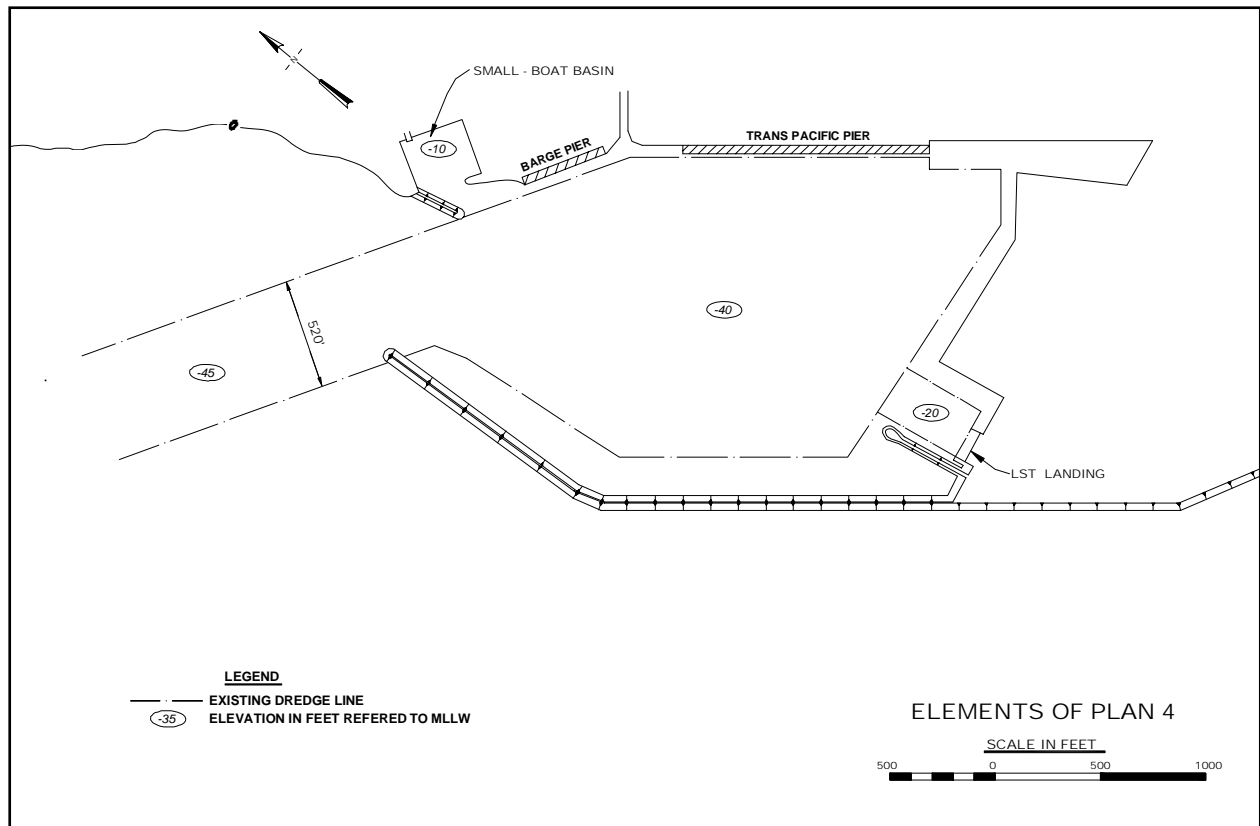 N
SMALL - BOAT BASIN
-10
BARGE PIER
TRANS PACIFIC PIER
520'
-40
-45
-20
LST LANDING
LEGEND
EXISTING DREDGE LINE
-35 ELEVATION IN FEET REFERED TO MLLW
ELEMENTS OF PLAN 4
SCALE IN FEET
500 0 500 1000